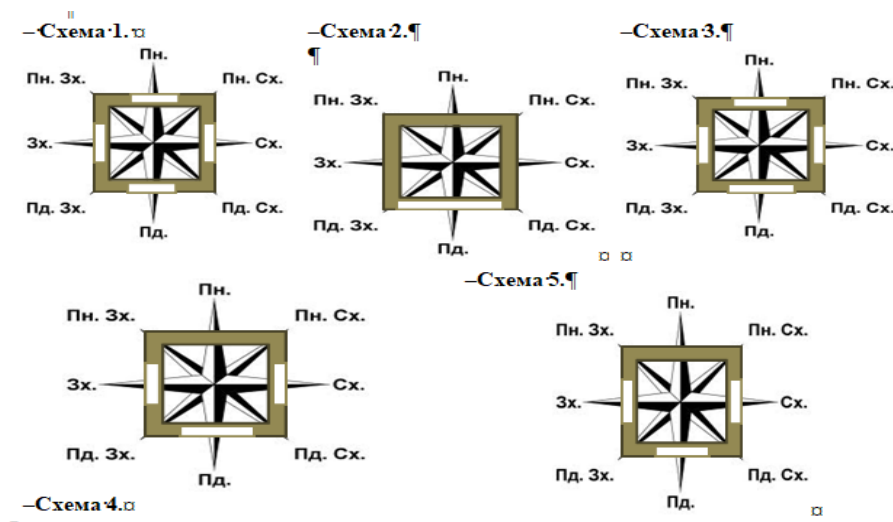 –·Схема·1.·¤
Пн.
Пн. Зх. Пн. Сх.
Зх. Сх.
Пд. Зх. Пд. Сх.
Пд.
–Схема·2.¶
¶
Пн.
Пн. Зх. Пн. Сх.
Зх. Сх.
Пд. Зх. Пд. Сх.
Пд.
–Схема·3.¶
Пн.
Пн. Зх. Пн. Сх.
Зх. Сх.
Пд. Зх. Пд. Сх.
Пд.
¤ ¤
Пн.
Пн. Зх. Пн. Сх.
Зх. Сх.
Пд. Зх. Пд. Сх.
Пд.
–Схема·4.¤
–Схема·5.¶
Пн.
Пн. Зх. Пн. Сх.
Зх. Сх.
Пд. Зх. Пд. Сх.
Пд.
¤